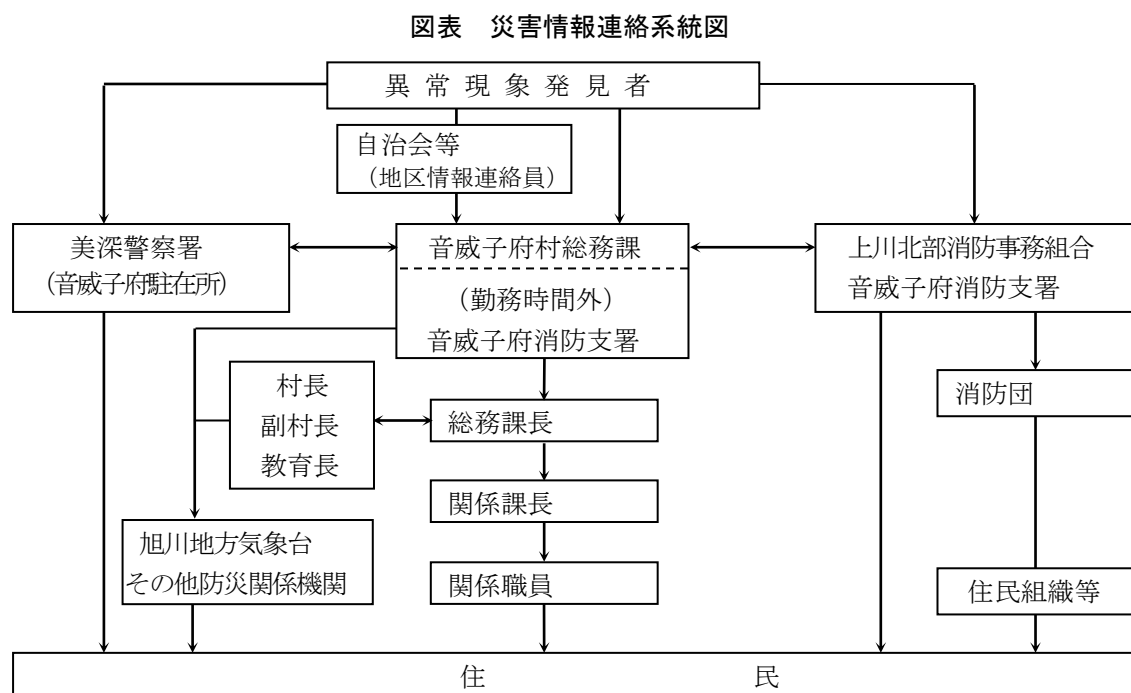 図表　災害情報連絡系統図
異常現象発見者
自治会等
（地区情報連絡員）
美深警察署
（音威子府駐在所）
音威子府村総務課
（勤務時間外）
音威子府消防支署
上川北部消防事務組合
音威子府消防支署
村長
副村長
教育長
総務課長
消防団
関係課長
旭川地方気象台
その他防災関係機関
関係職員
住民組織等
住　民